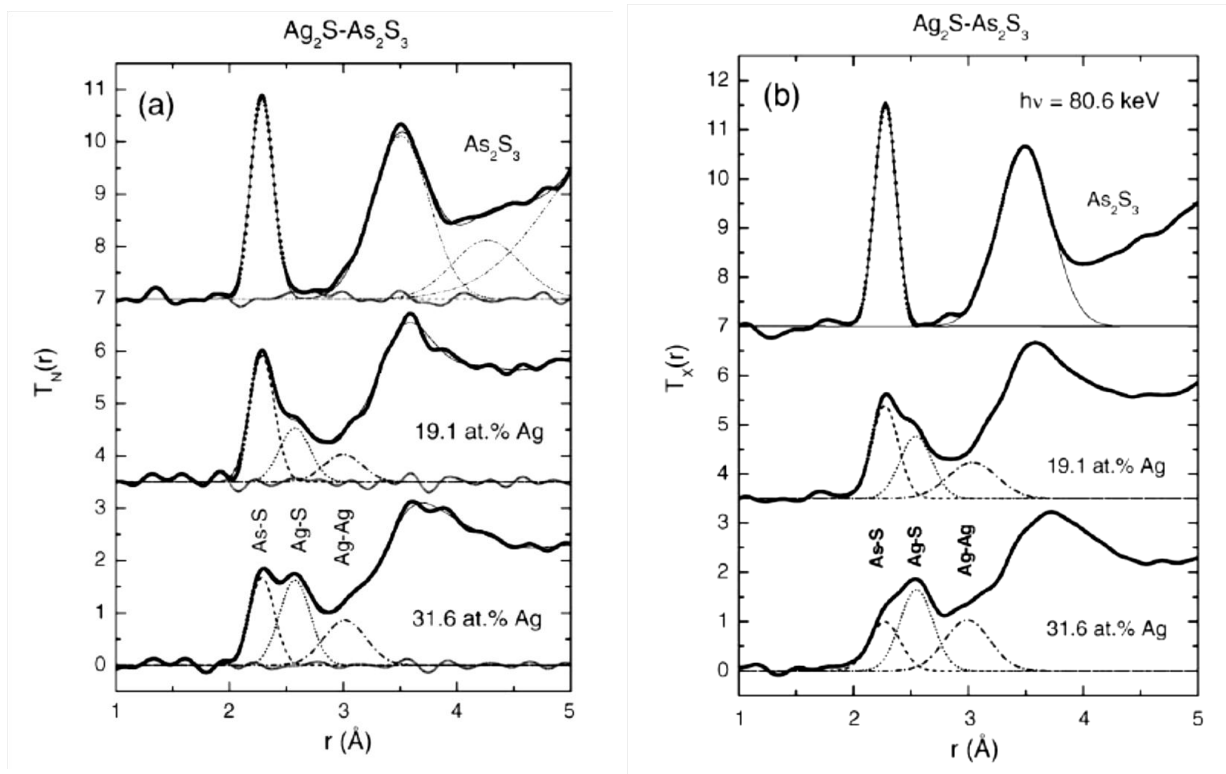 Ag₂S-As₂S₃
(a)
As₂S₃
19.1 at.% Ag
As-S
Ag-S
Ag-Ag
31.6 at.% Ag
T_N(r)
11
10
9
8
7
6
5
4
3
2
1
0
1 2 3 4 5
r (Å)
Ag₂S-As₂S₃
(b)
hν = 80.6 keV
As₂S₃
19.1 at.% Ag
As-S
Ag-S
Ag-Ag
31.6 at.% Ag
T_X(r)
12
11
10
9
8
7
6
5
4
3
2
1
0
1 2 3 4 5
r (Å)